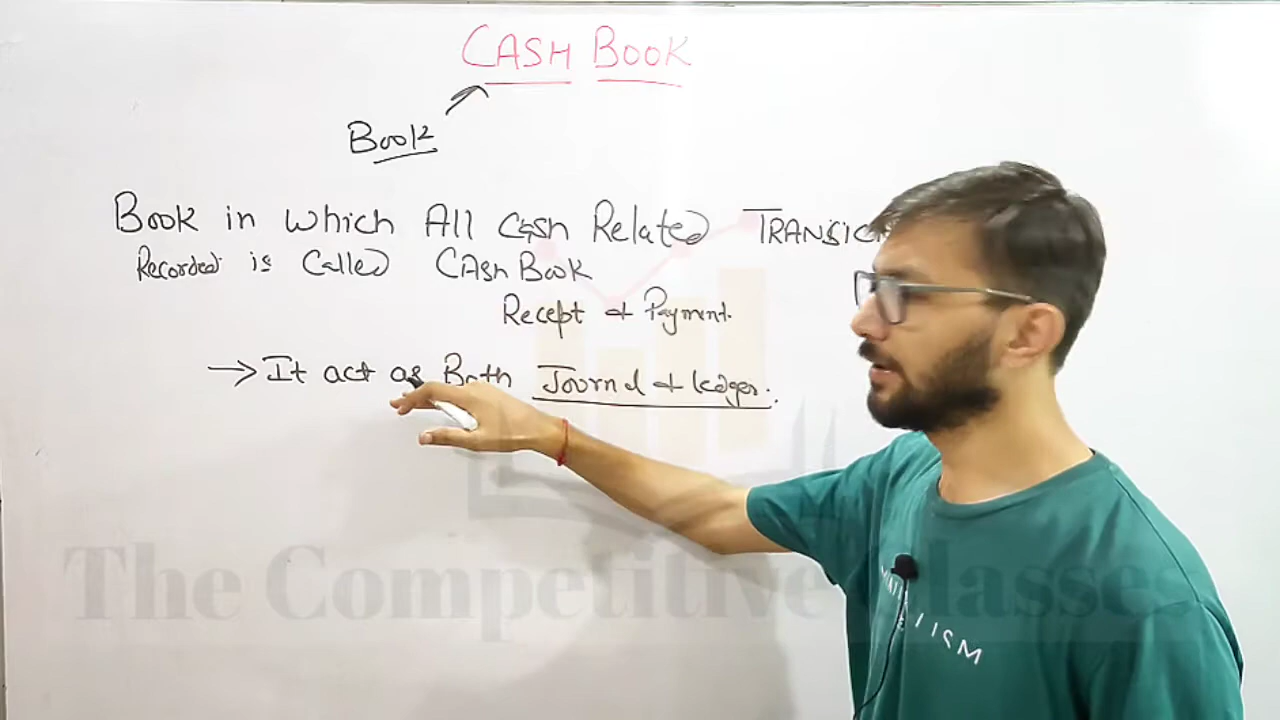 CASH BOOK
Book
Book in which All Cash Related TRANSIC
Recorded is Called CAsh Book
Recept & Payment.
→ It act as Both Journl & ledger.
The Competitive Classes